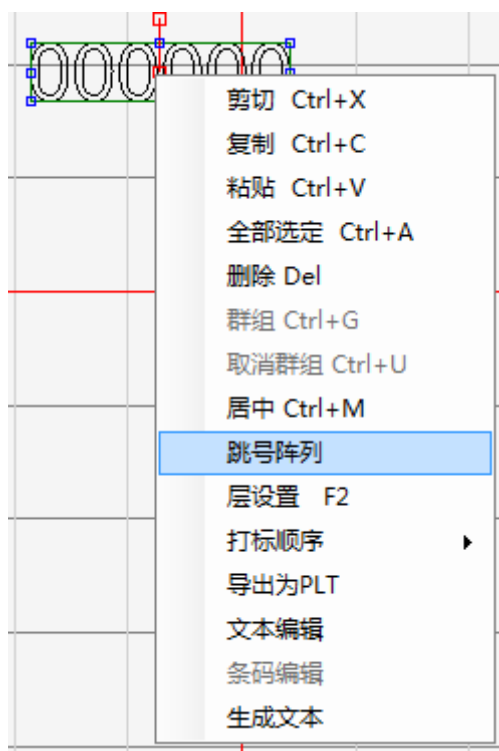 000000
剪切 Ctrl+X
复制 Ctrl+C
粘贴 Ctrl+V
全部选定 Ctrl+A
删除 Del
群组 Ctrl+G
取消群组 Ctrl+U
居中 Ctrl+M
跳号阵列
层设置 F2
打标顺序
导出为PLT
文本编辑
条码编辑
生成文本